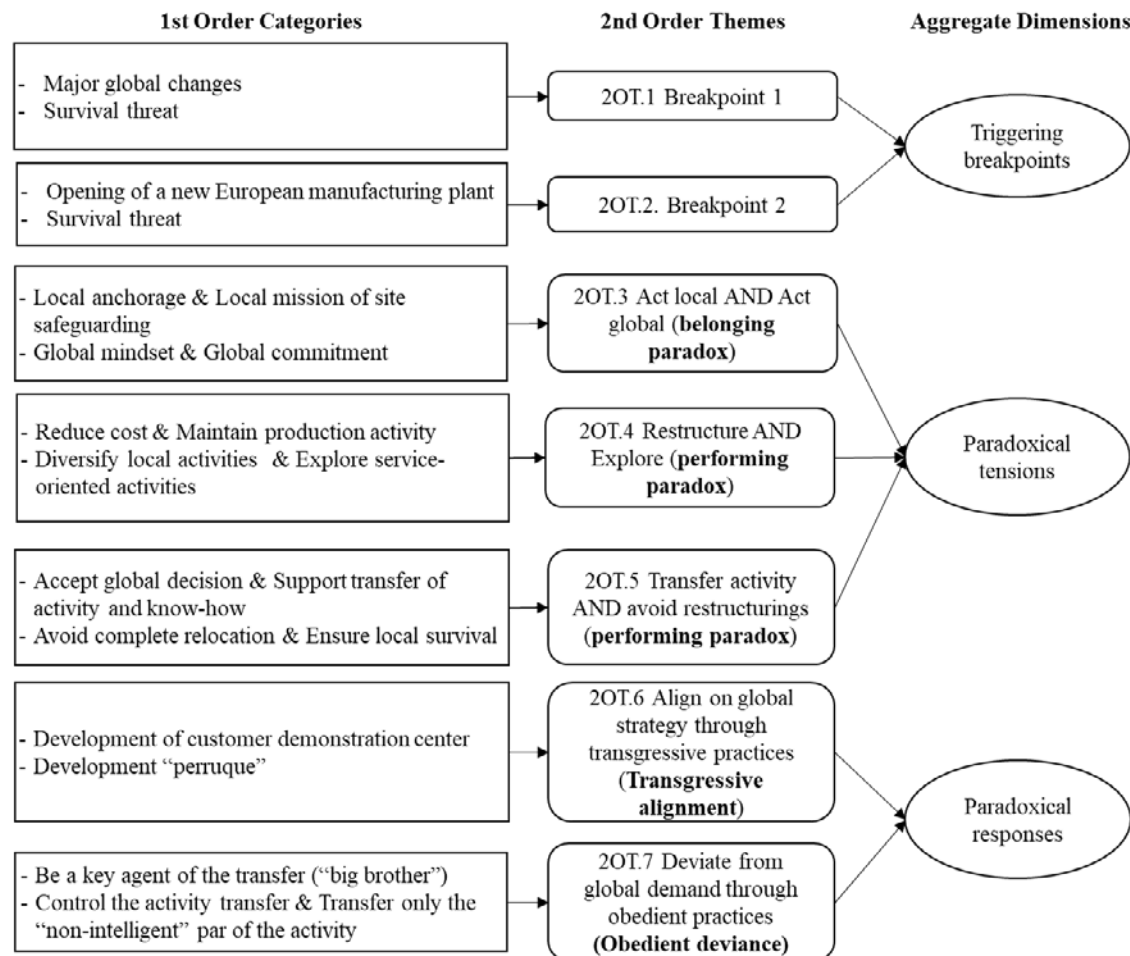 1st Order Categories
2nd Order Themes
Aggregate Dimensions
- Major global changes
- Survival threat
2OT.1 Breakpoint 1
- Opening of a new European manufacturing plant
- Survival threat
2OT.2. Breakpoint 2
Triggering
breakpoints
- Local anchorage & Local mission of site
safeguarding
- Global mindset & Global commitment
2OT.3 Act local AND Act
global (belonging
paradox)
- Reduce cost & Maintain production activity
- Diversify local activities & Explore service-
oriented activities
2OT.4 Restructure AND
Explore (performing
paradox)
- Accept global decision & Support transfer of
activity and know-how
- Avoid complete relocation & Ensure local survival
2OT.5 Transfer activity
AND avoid restructurings
(performing paradox)
Paradoxical
tensions
- Development of customer demonstration center
- Development “perruque”
2OT.6 Align on global
strategy through
transgressive practices
(Transgressive
alignment)
- Be a key agent of the transfer (“big brother”)
- Control the activity transfer & Transfer only the
“non-intelligent” par of the activity
2OT.7 Deviate from
global demand through
obedient practices
(Obedient deviance)
Paradoxical
responses